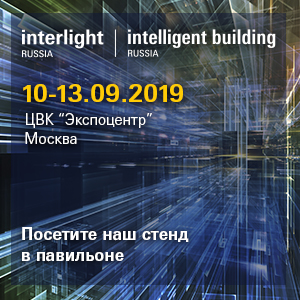 interlight | intelligent building
RUSSIA RUSSIA
10-13.09.2019
ЦВК “Экспоцентр”
Москва
Посетите наш стенд
в павильоне